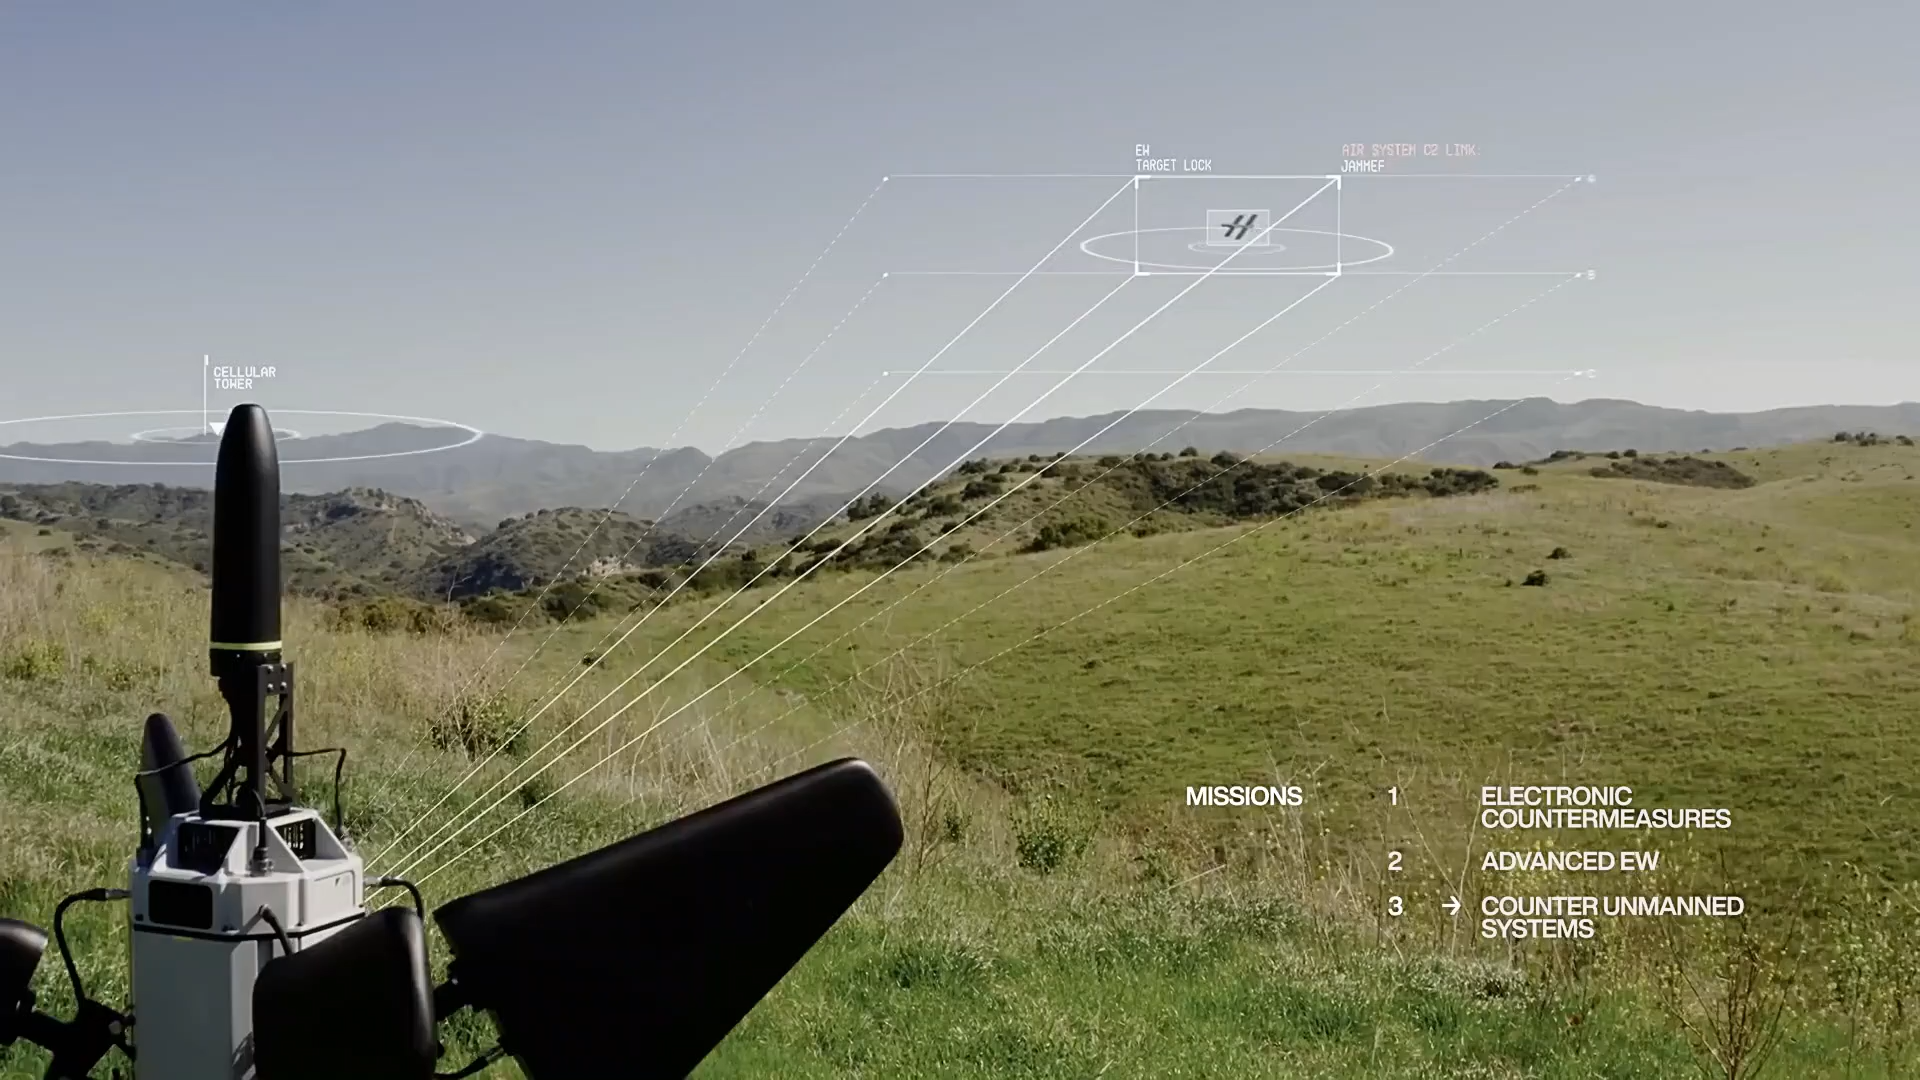 EW
TARGET LOCK
AIR SYSTEM C2 LINK:
JAMMEF
CELLULAR
TOWER
MISSIONS
1
ELECTRONIC
COUNTERMEASURES
2
ADVANCED EW
3 → COUNTER UNMANNED
SYSTEMS